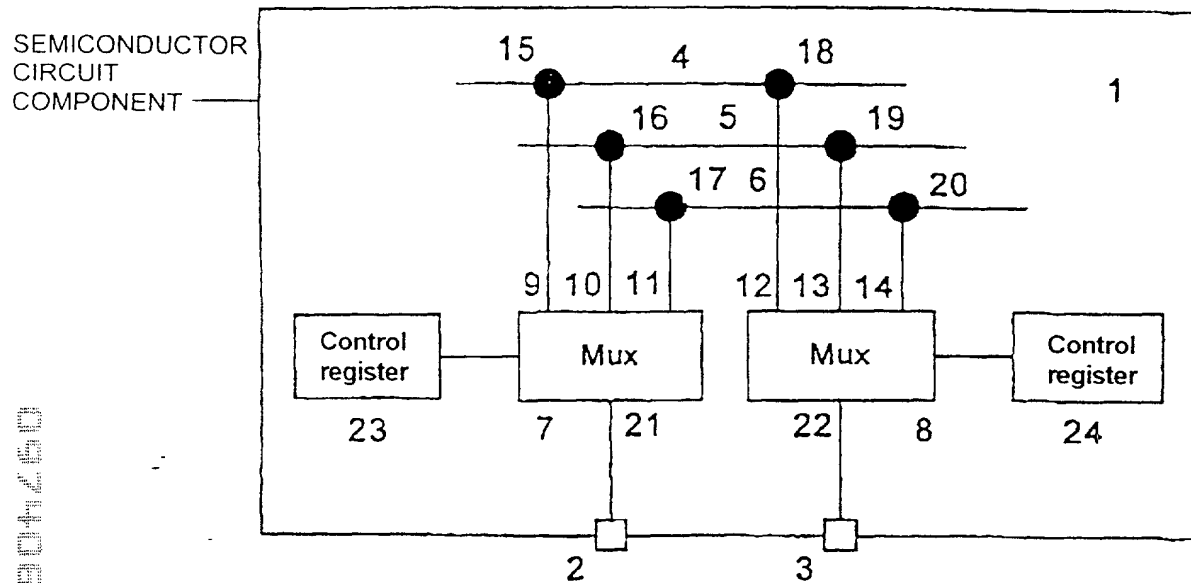 SEMICONDUCTOR
CIRCUIT
COMPONENT
15 4 18
1
16 5 19
17 6 20
9 10 11 12 13 14
Control
register
Mux
Mux
Control
register
23 7 21 22 8 24
2 3